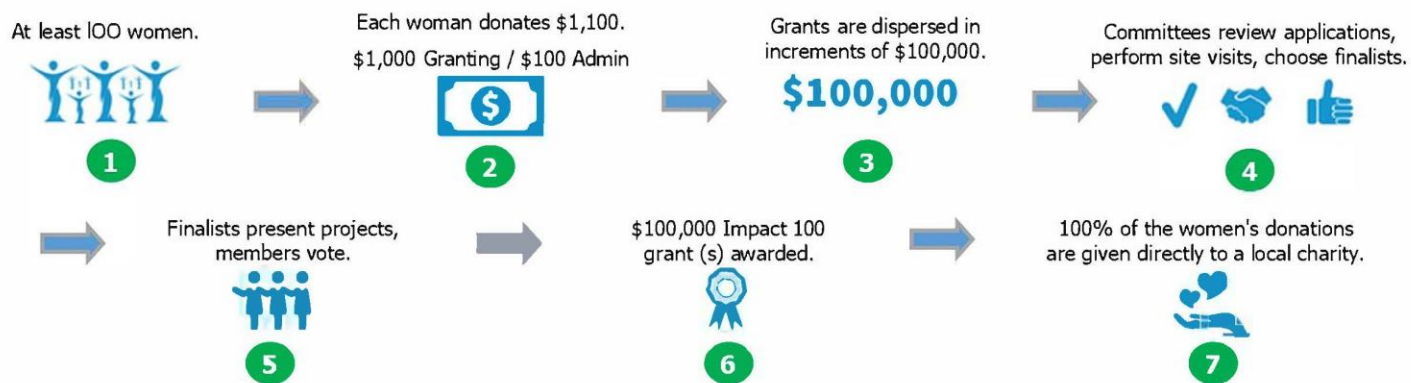 At least lOO women.
1
Each woman donates $1,100.
$1,000 Granting / $100 Admin
2
Grants are dispersed in
increments of $100,000.
$100,000
3
Committees review applications,
perform site visits, choose finalists.
4
Finalists present projects,
members vote.
5
$100,000 Impact 100
grant (s) awarded.
6
100% of the women's donations
are given directly to a local charity.
7